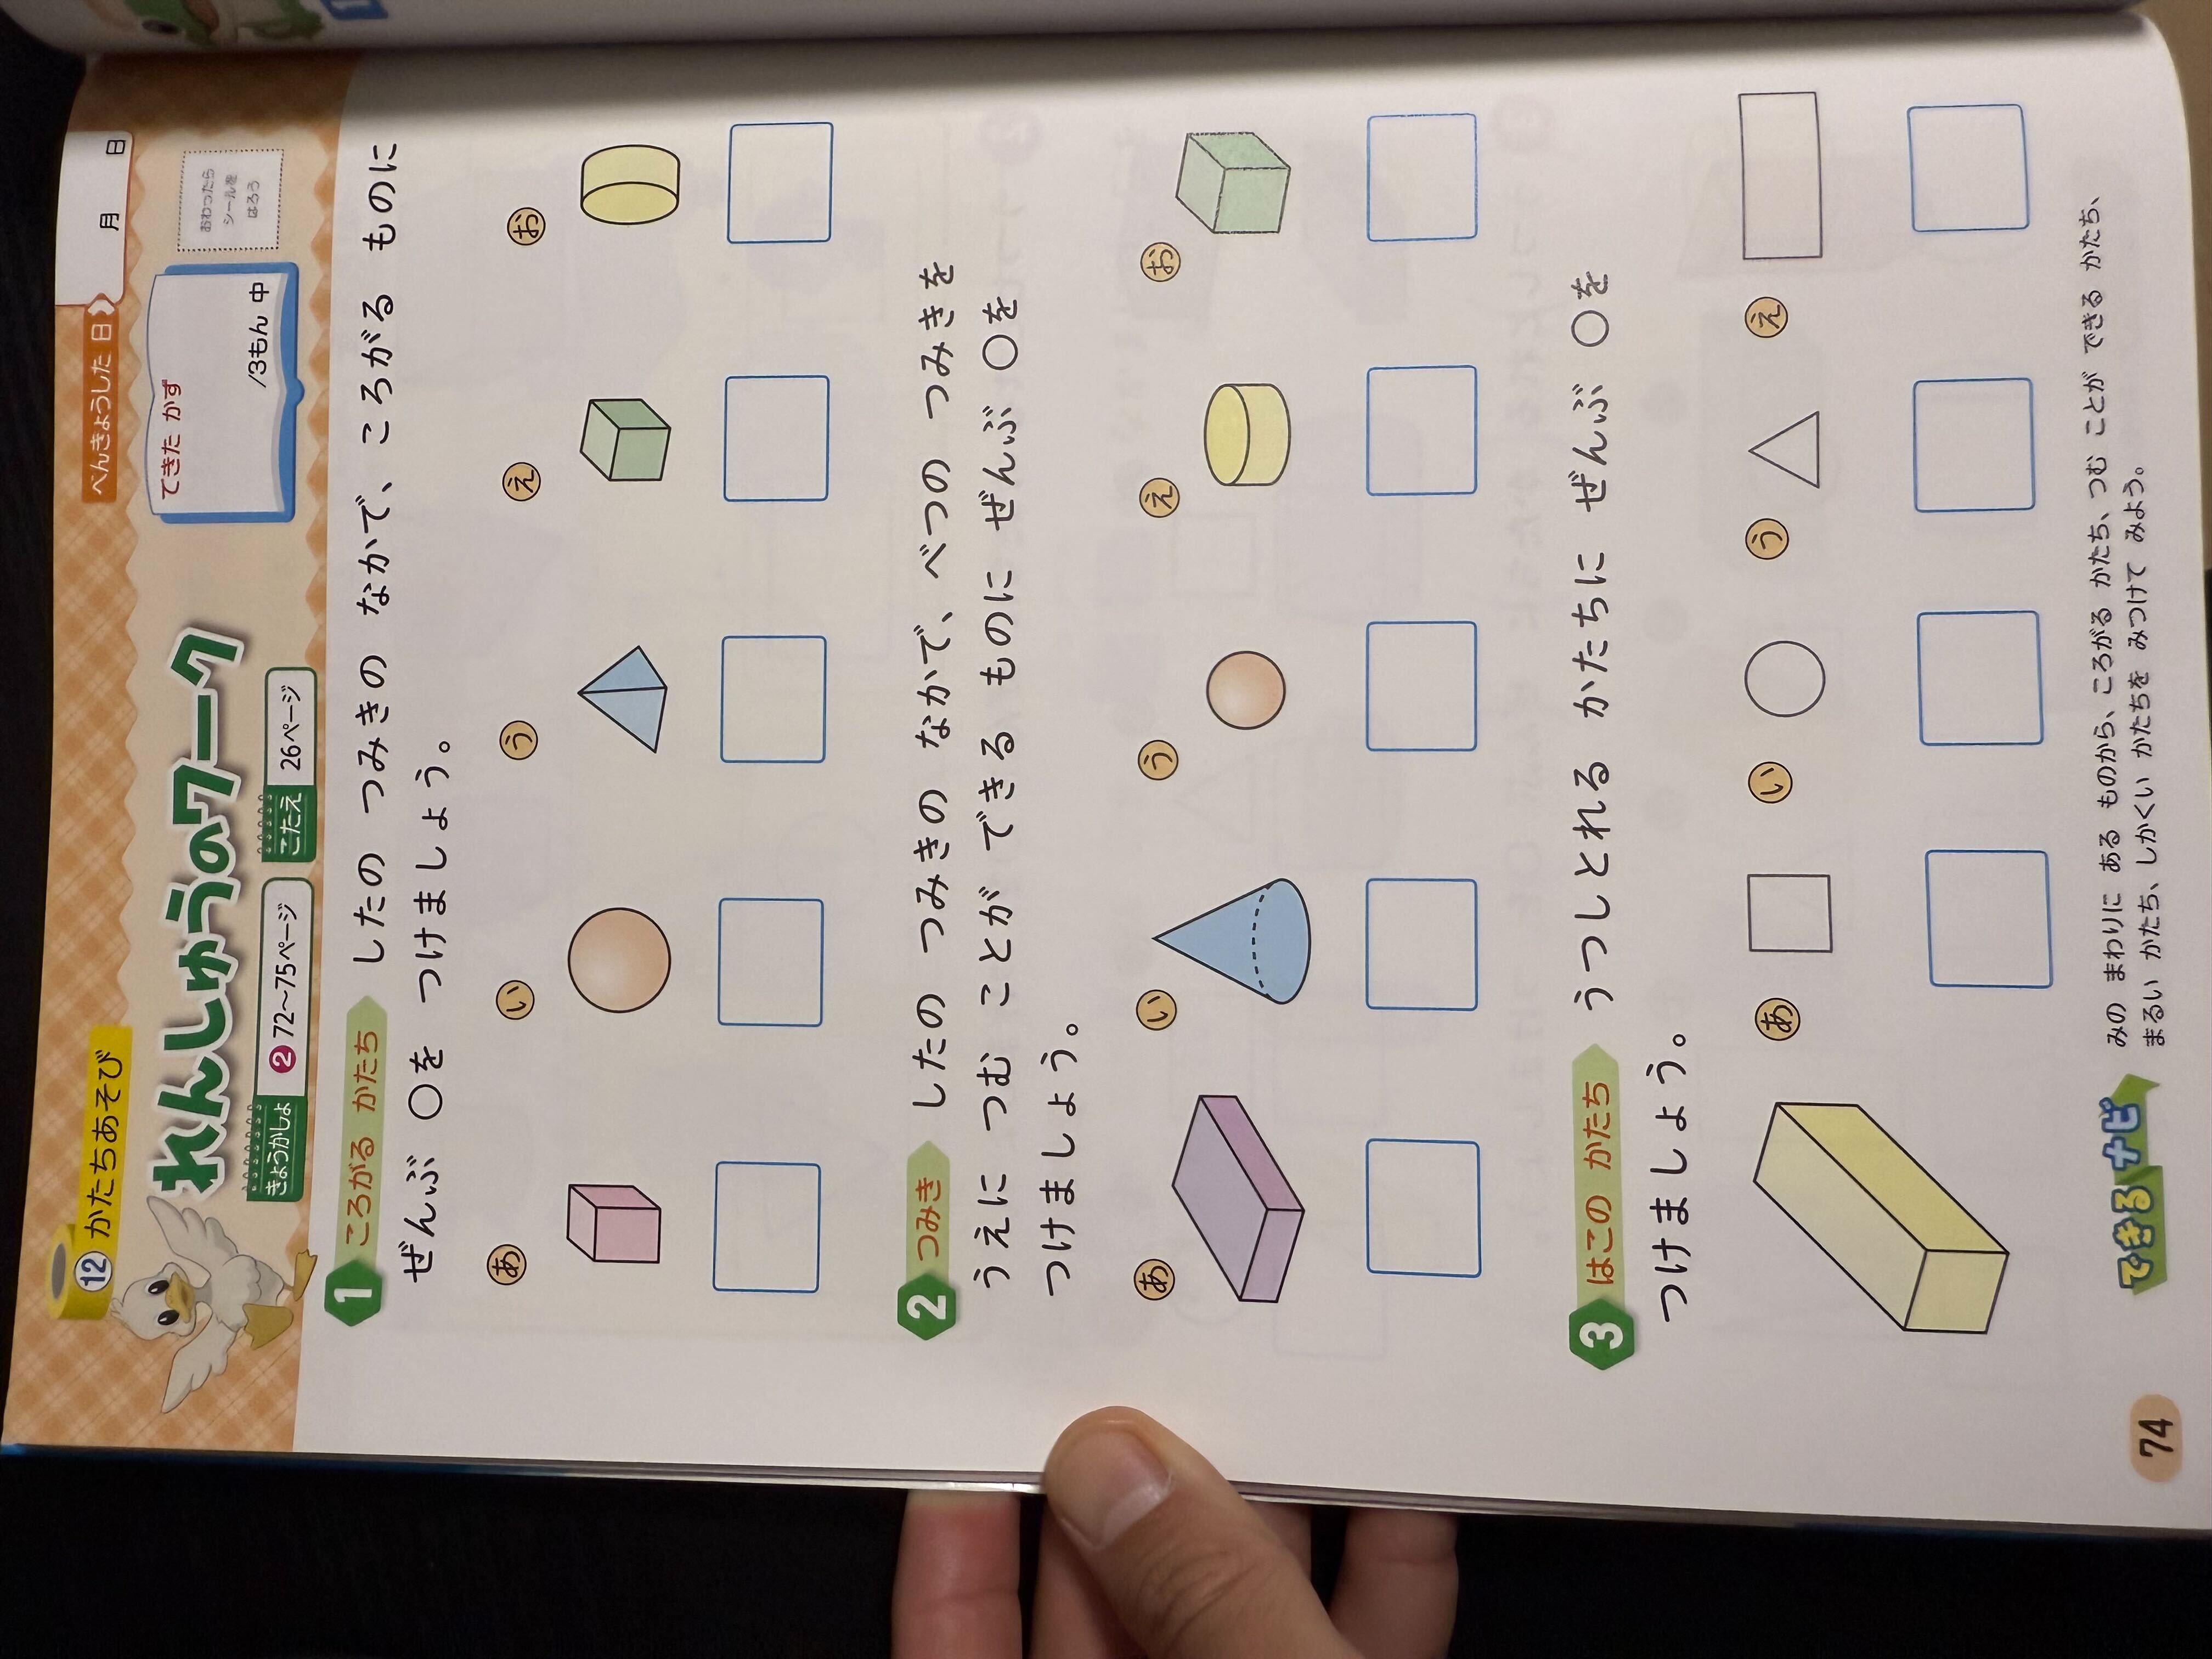 ⑫ かたちあそび
べんきょうした 日 月 日
れんしゅうのワーク
できた かず
/3もん 中
おわったら
シールを
はろう
きょうかしょ ❷72〜75ページ こたえ 26ページ
1 ころがる かたち したの つみきの なかで、ころがる ものに
ぜんぶ ○を つけましょう。
あ い う え お
2 つみき したの つみきの なかで、べつの つみきを
うえに つむ ことが できる ものに ぜんぶ ○を
つけましょう。
あ い う え お
3 はこの かたち うつしとれる かたちに ぜんぶ ○を
つけましょう。
あ い う え
できるナビ みの まわりに ある ものから、ころがる かたち、つむ ことが できる かたち、
まるい かたち、しかくい かたちを みつけて みよう。
74